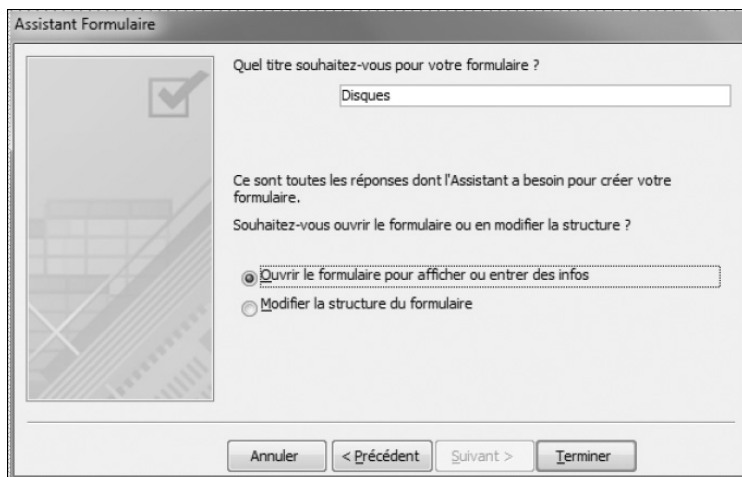 Assistant Formulaire
Quel titre souhaitez-vous pour votre formulaire ?
Disques
Ce sont toutes les réponses dont l'Assistant a besoin pour créer votre
formulaire.
Souhaitez-vous ouvrir le formulaire ou en modifier la structure ?
Ouvrir le formulaire pour afficher ou entrer des infos
Modifier la structure du formulaire
Annuler
< Précédent
Suivant >
Terminer